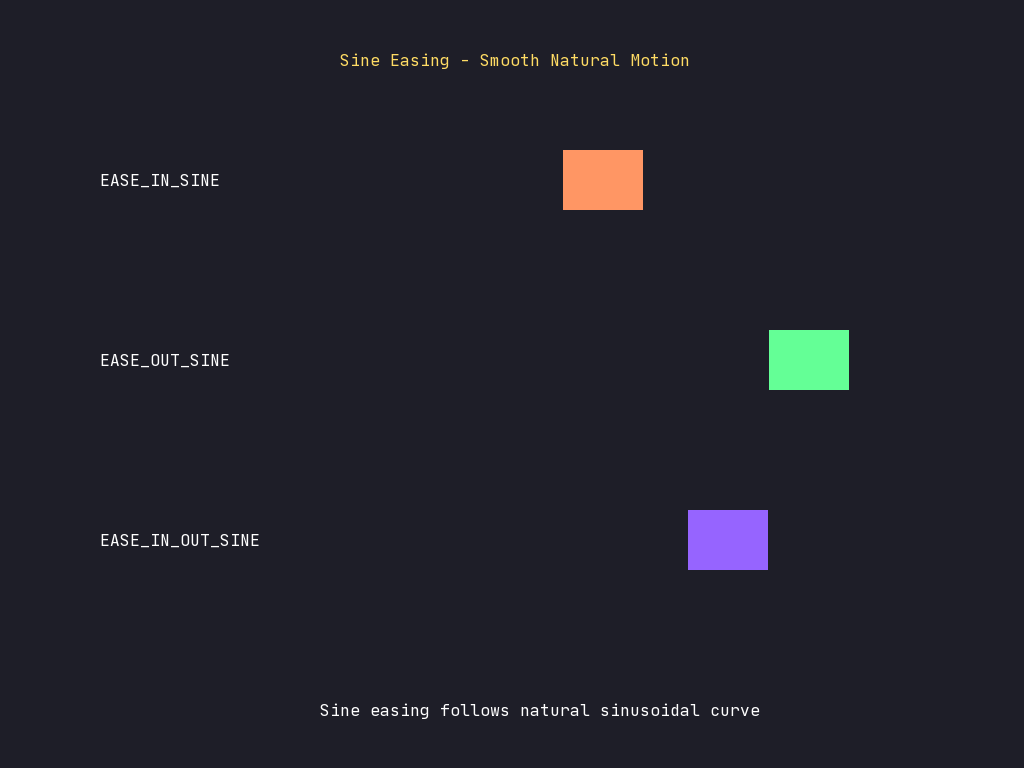 Sine Easing - Smooth Natural Motion
EASE_IN_SINE
EASE_OUT_SINE
EASE_IN_OUT_SINE
Sine easing follows natural sinusoidal curve